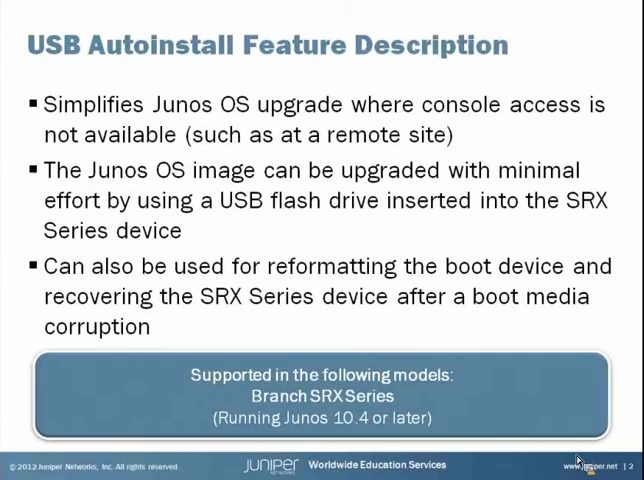 USB Autoinstall Feature Description
▪ Simplifies Junos OS upgrade where console access is
not available (such as at a remote site)
▪ The Junos OS image can be upgraded with minimal
effort by using a USB flash drive inserted into the SRX
Series device
▪ Can also be used for reformatting the boot device and
recovering the SRX Series device after a boot media
corruption
Supported in the following models:
Branch SRX Series
(Running Junos 10.4 or later)
© 2012 Juniper Networks, Inc. All rights reserved.
JUNIPER
NETWORKS
Worldwide Education Services
www.juniper.net | 2